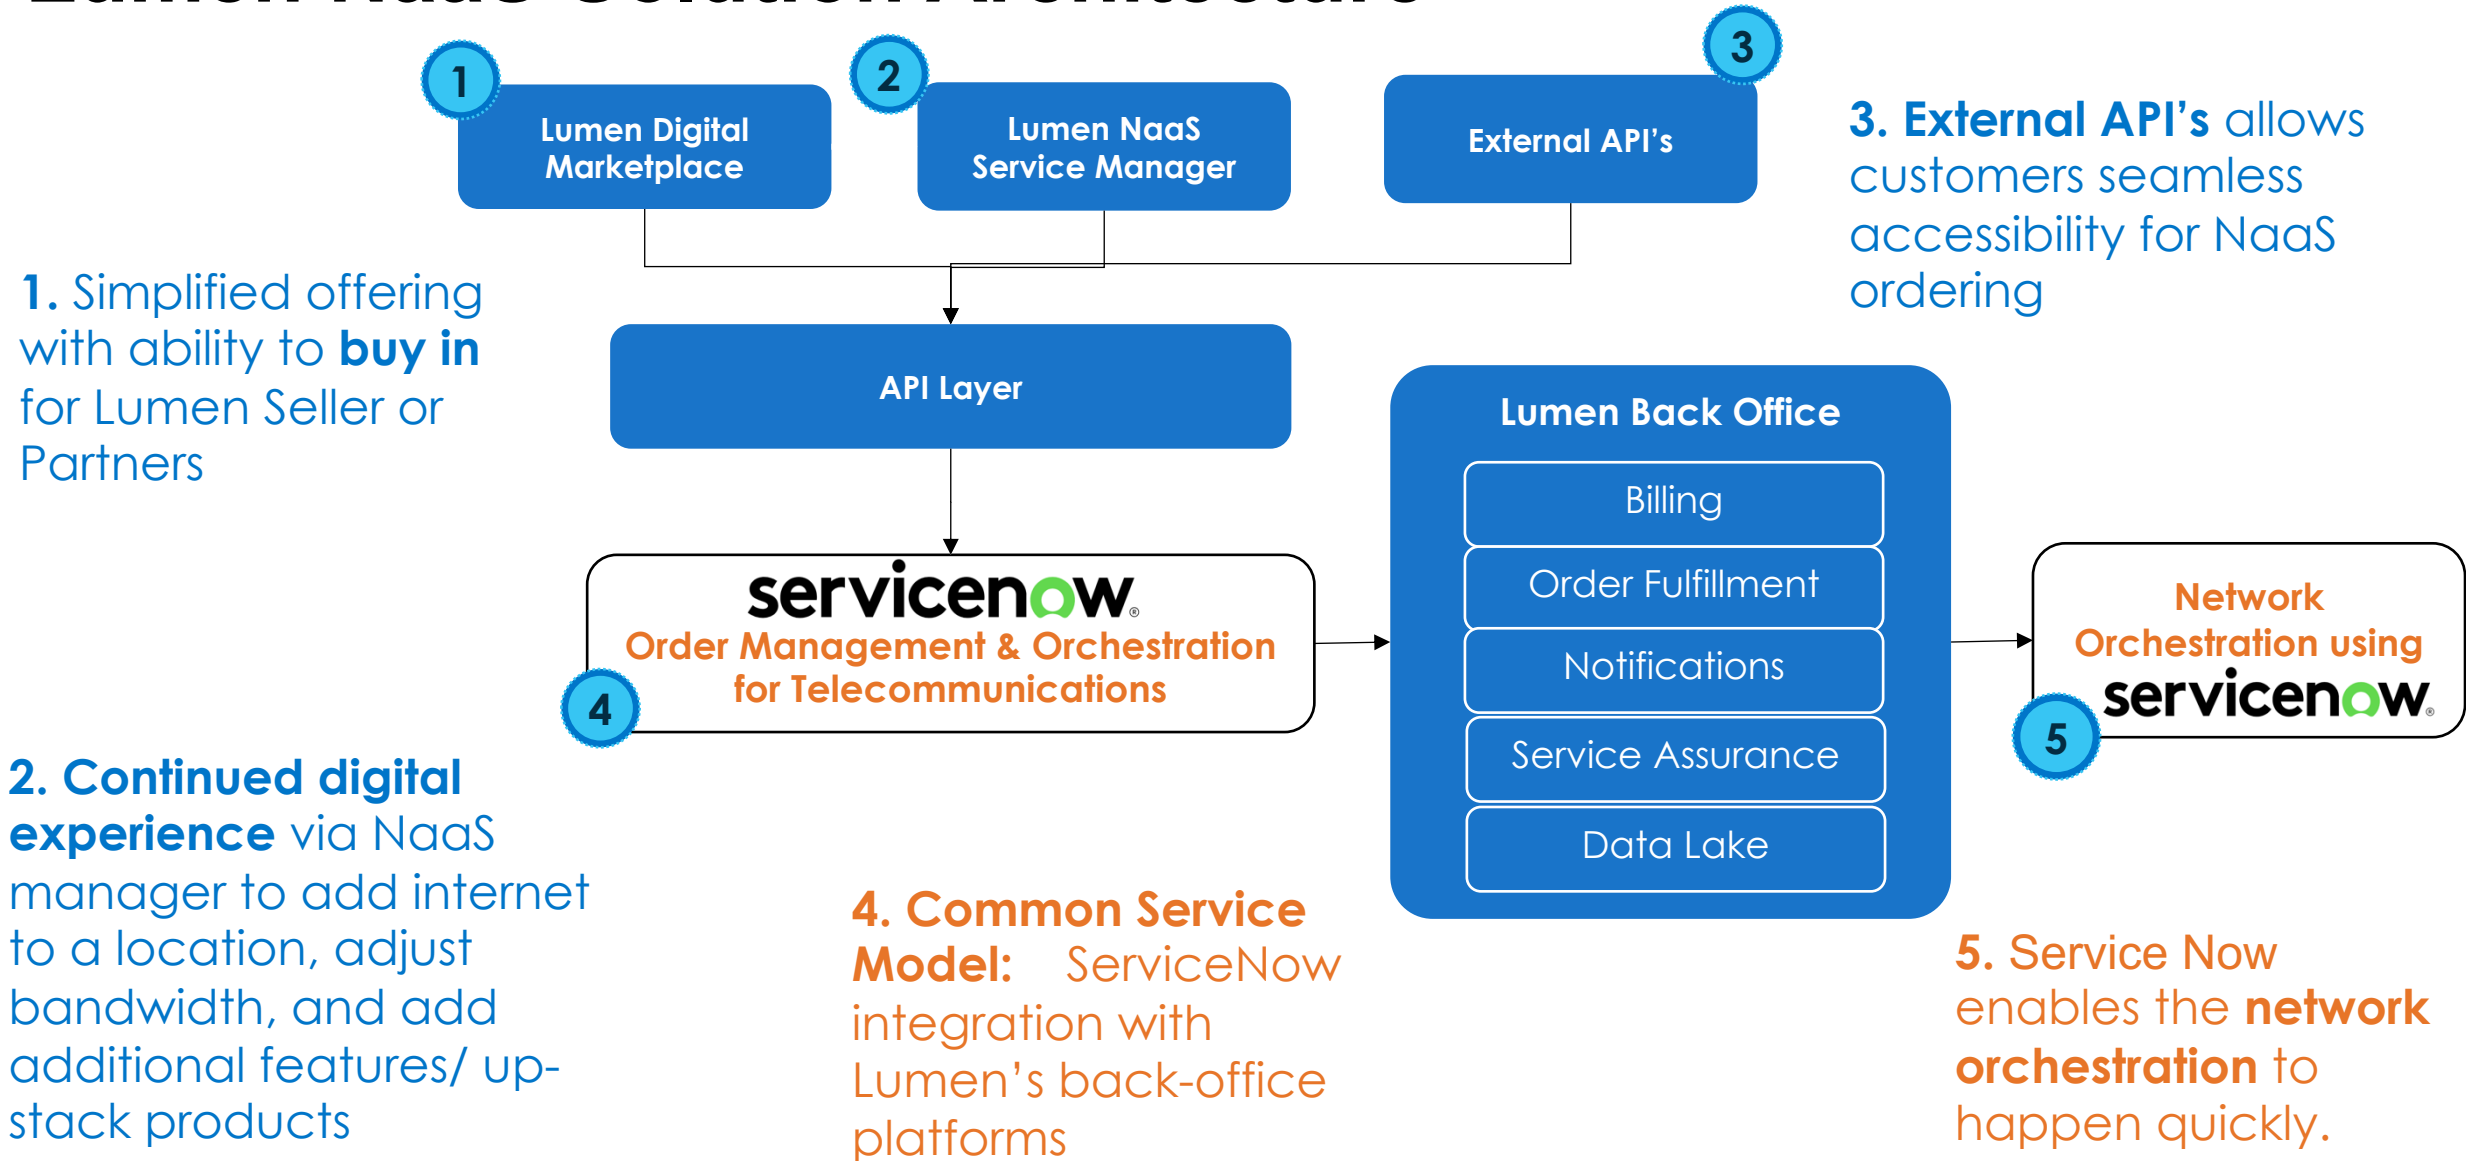 Lumen NaaS Solution Architecture
1
2
3
Lumen Digital
Marketplace
Lumen NaaS
Service Manager
External API's
3. External API's allows
customers seamless
accessibility for NaaS
ordering
1. Simplified offering
with ability to buy in
for Lumen Seller or
Partners
API Layer
Lumen Back Office
Billing
Order Fulfillment
Notifications
Service Assurance
Data Lake
servicenow®
Order Management & Orchestration
for Telecommunications
4
Network
Orchestration using
servicenow®
5
2. Continued digital
experience via NaaS
manager to add internet
to a location, adjust
bandwidth, and add
additional features/ up-
stack products
4. Common Service
Model: ServiceNow
integration with
Lumen's back-office
platforms
5. Service Now
enables the network
orchestration to
happen quickly.